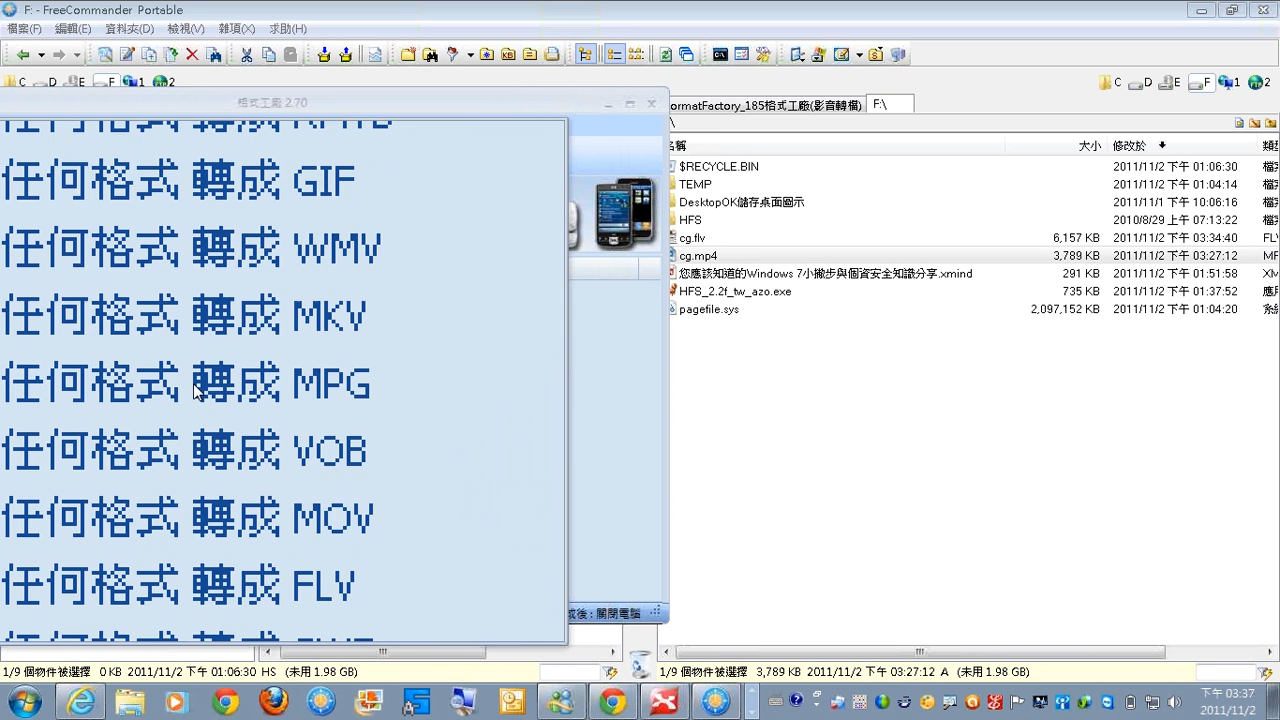 F: - FreeCommander Portable
檔案(F) 編輯(E) 資料夾(D) 檢視(V) 雜項(X) 求助(H)
C D E F 1 2
C D E F 1 2
格式工廠 2.70
ormatFactory_185格式工廠(影音轉檔) F:\
任何格式 轉成 GIF
任何格式 轉成 WMV
任何格式 轉成 MKV
任何格式 轉成 MPG
任何格式 轉成 VOB
任何格式 轉成 MOV
任何格式 轉成 FLV
成後 : 關閉電腦
稱 大小 修改於
$RECYCLE.BIN 2011/11/2 下午 01:06:30
TEMP 2011/11/2 下午 01:04:14
DesktopOK儲存桌面圖示 2011/11/1 下午 10:06:16
HFS 2010/8/29 上午 07:13:22
cg.flv 6,157 KB 2011/11/2 下午 03:34:40 FL
cg.mp4 3,789 KB 2011/11/2 下午 03:27:12
您應該知道的Windows 7小撇步與個資安全知識分享.xmind 291 KB 2011/11/2 下午 01:51:58
HFS_2.2f_tw_azo.exe 735 KB 2011/11/2 下午 01:37:52
pagefile.sys 2,097,152 KB 2011/11/2 下午 01:04:20
1/9 個物件被選擇 0 KB 2011/11/2 下午 01:06:30 HS (未用 1.98 GB)
1/9 個物件被選擇 3,789 KB 2011/11/2 下午 03:27:12 A (未用 1.98 GB)
下午 03:37
2011/11/2